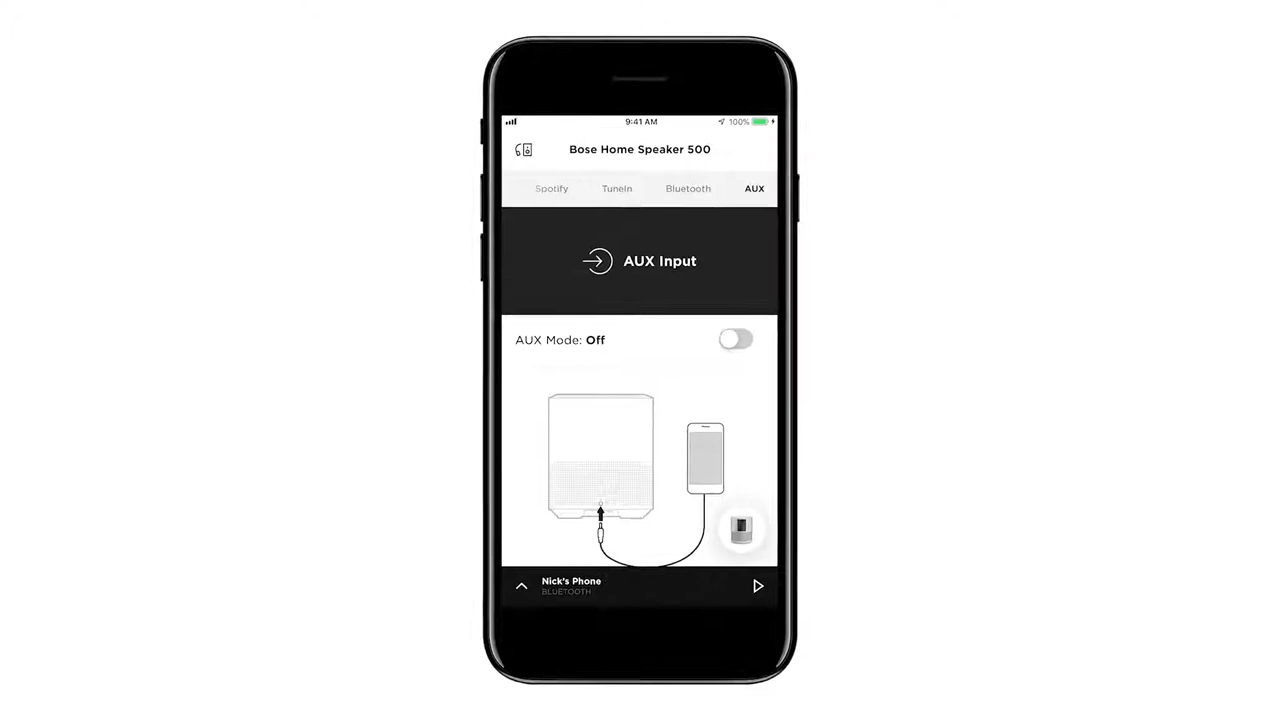 9:41 AM 100%
Bose Home Speaker 500
Spotify TuneIn Bluetooth AUX
AUX Input
AUX Mode: Off
Nick's Phone
BLUETOOTH